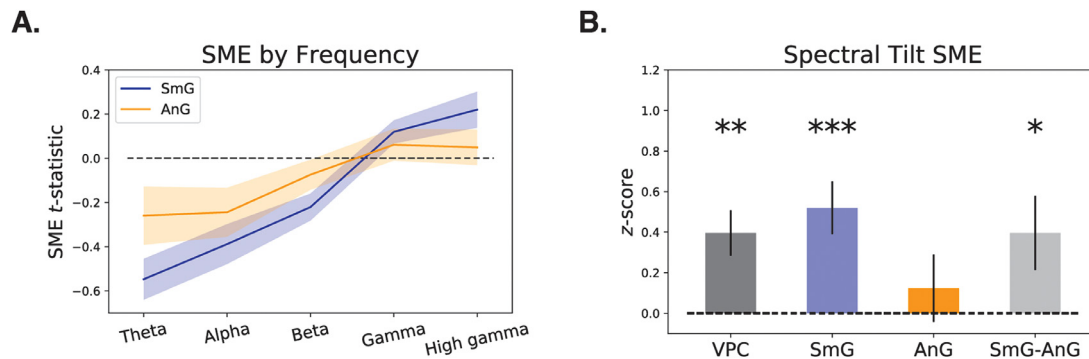 A.
SME by Frequency
SME t-statistic
0.4
0.2
0.0
−0.2
−0.4
−0.6
SmG
AnG
Theta
Alpha
Beta
Gamma
High gamma
B.
Spectral Tilt SME
z-score
1.2
1.0
0.8
0.6
0.4
0.2
0.0
** *** *
VPC SmG AnG SmG-AnG